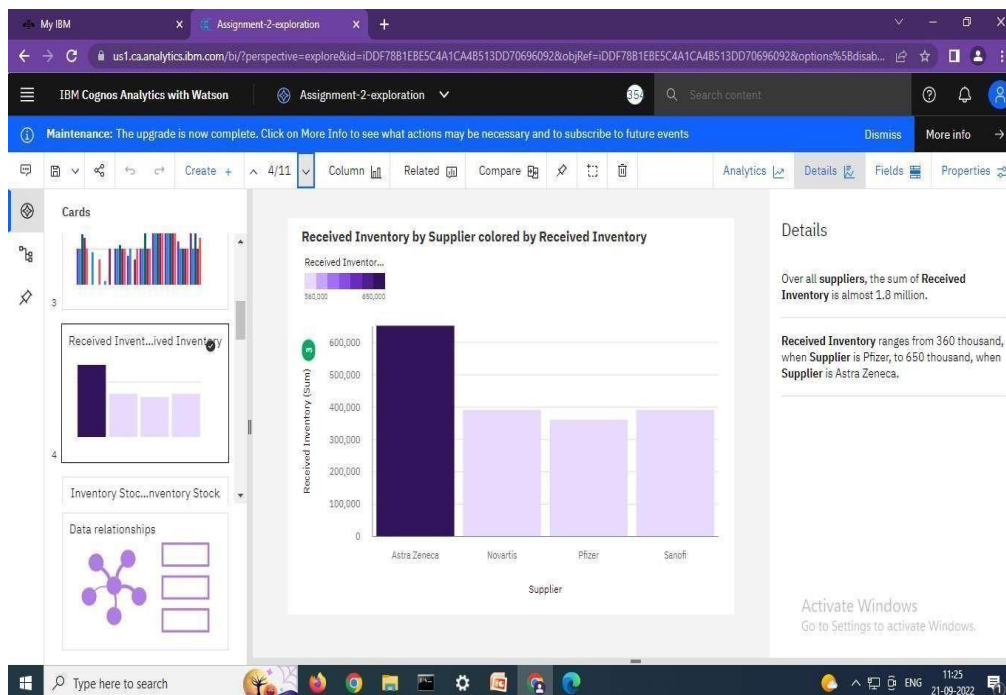 My IBM
Assignment-2-exploration
us1.ca.analytics.ibm.com/bi/?perspective=explore&id=iDDF78B1EBE5C4A1CA4B513DD70696092&objRef=iDDF78B1EBE5C4A1CA4B513DD70696092&options%5Bdisab...
IBM Cognos Analytics with Watson
Assignment-2-exploration
Search content
Maintenance: The upgrade is now complete. Click on More Info to see what actions may be necessary and to subscribe to future events
Dismiss
More info
Create +
4/11
Column
Related
Compare
Analytics
Details
Fields
Properties
Cards
3
Received Invent...ived Inventory
4
Inventory Stoc...nventory Stock
Data relationships
Received Inventory by Supplier colored by Received Inventory
Received Inventor...
360,000 650,000
Received Inventory (Sum)
600,000
500,000
400,000
300,000
200,000
100,000
0
Astra Zeneca Novartis Pfizer Sanofi
Supplier
Details
Over all suppliers, the sum of Received
Inventory is almost 1.8 million.
Received Inventory ranges from 360 thousand,
when Supplier is Pfizer, to 650 thousand, when
Supplier is Astra Zeneca.
Activate Windows
Go to Settings to activate Windows.
Type here to search
ENG
11:25
21-09-2022